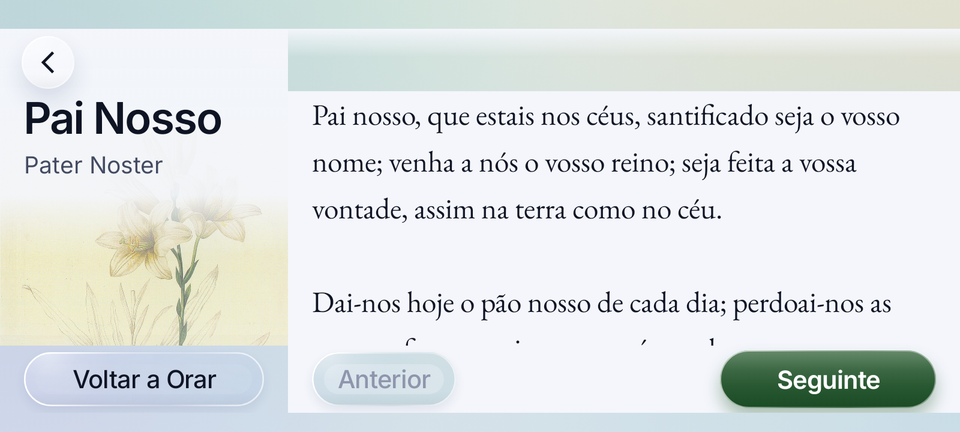 Pai Nosso
Pater Noster
Voltar a Orar
Pai nosso, que estais nos céus, santificado seja o vosso
nome; venha a nós o vosso reino; seja feita a vossa
vontade, assim na terra como no céu.
Dai-nos hoje o pão nosso de cada dia; perdoai-nos as
Anterior
Seguinte